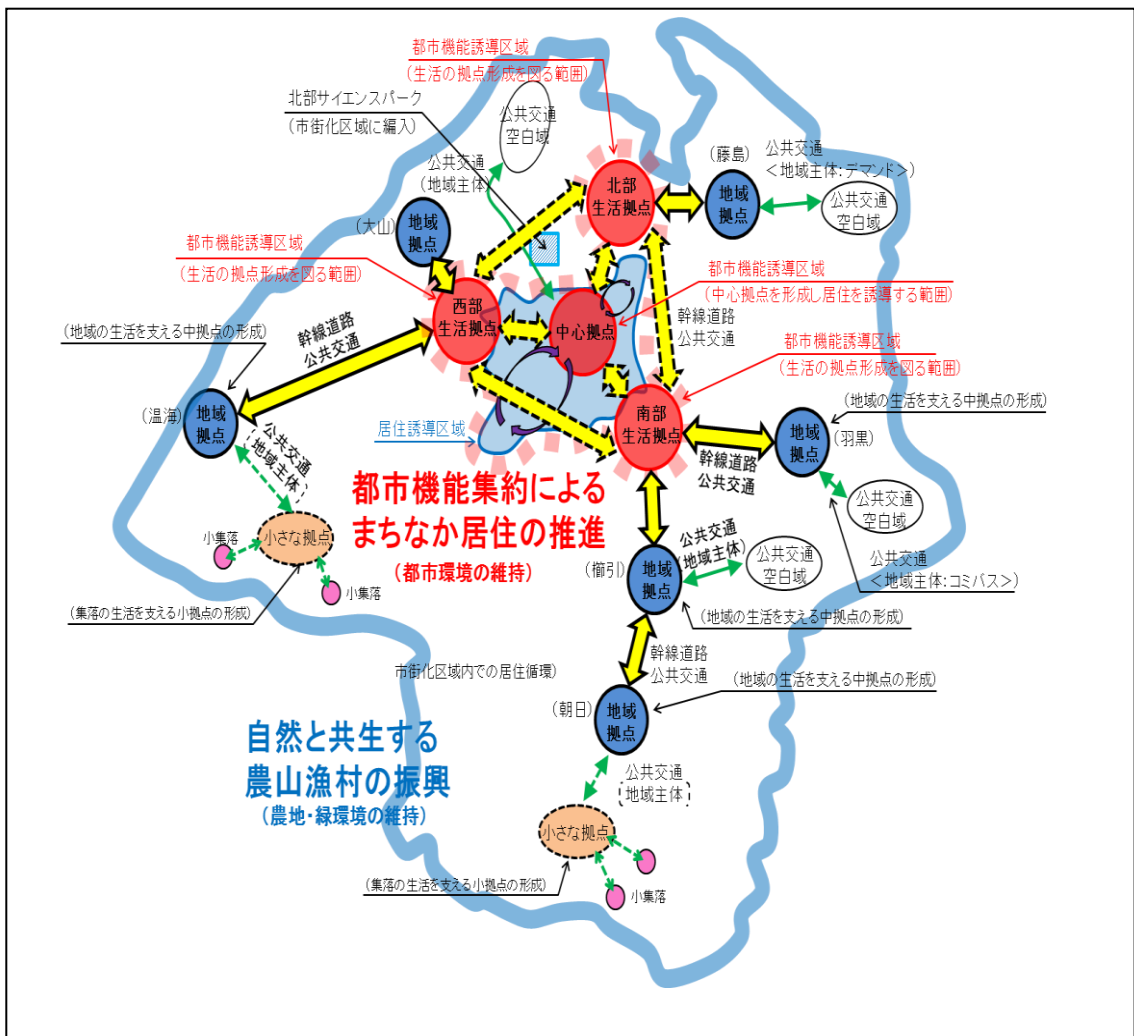 都市機能誘導区域
(生活の拠点形成を図る範囲)
北部サイエンスパーク
(市街化区域に編入)
公共交通
空白域
公共交通
(地域主体)
(藤島)
公共交通
<地域主体:デマンド>
北部
生活拠点
地域
拠点
公共交通
空白域
(大山)
地域
拠点
都市機能誘導区域
(生活の拠点形成を図る範囲)
都市機能誘導区域
(中心拠点を形成し居住を誘導する範囲)
西部
生活拠点
中心拠点
幹線道路
公共交通
(地域の生活を支える中拠点の形成)
幹線道路
公共交通
都市機能誘導区域
(生活の拠点形成を図る範囲)
(温海)
地域
拠点
居住誘導区域
南部
生活拠点
(地域の生活を支える中拠点の形成)
地域
拠点
(羽黒)
幹線道路
公共交通
公共交通
(地域主体)
都市機能集約による
まちなか居住の推進
(都市環境の維持)
公共交通
空白域
小集落
小さな拠点
小集落
(集落の生活を支える小拠点の形成)
公共交通
(地域主体)
(櫛引)
地域
拠点
公共交通
空白域
公共交通
<地域主体:コミバス>
(地域の生活を支える中拠点の形成)
幹線道路
公共交通
市街化区域内での居住循環)
(地域の生活を支える中拠点の形成)
(朝日)
地域
拠点
自然と共生する
農山漁村の振興
(農地・緑環境の維持)
公共交通
(地域主体)
小さな拠点
(集落の生活を支える小拠点の形成)
小集落